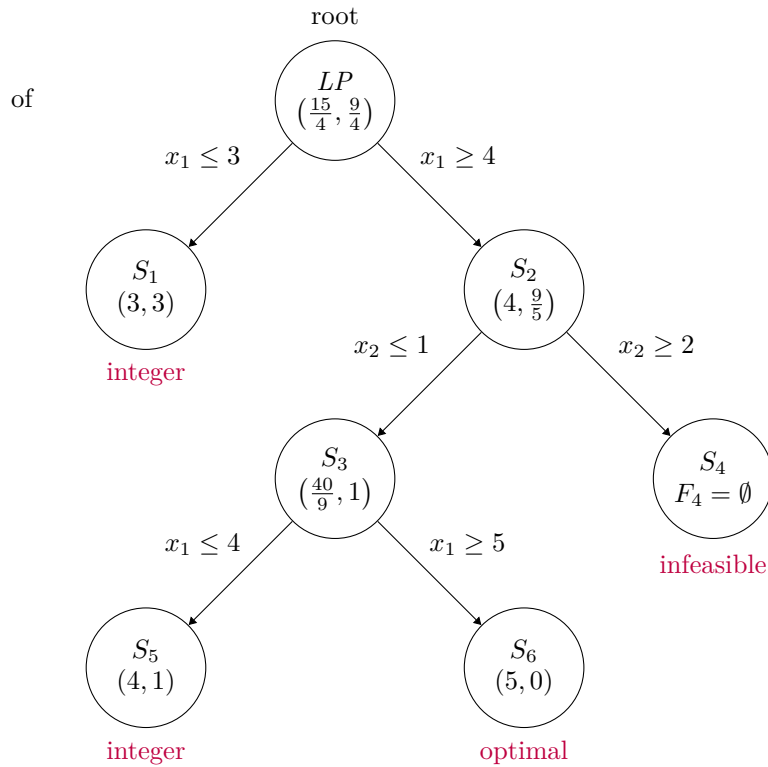 root
of
LP
(15/4, 9/4)
x₁ ≤ 3
x₁ ≥ 4
S₁
(3, 3)
integer
S₂
(4, 9/5)
x₂ ≤ 1
x₂ ≥ 2
S₃
(40/9, 1)
S₄
F₄ = ∅
infeasible
x₁ ≤ 4
x₁ ≥ 5
S₅
(4, 1)
integer
S₆
(5, 0)
optimal